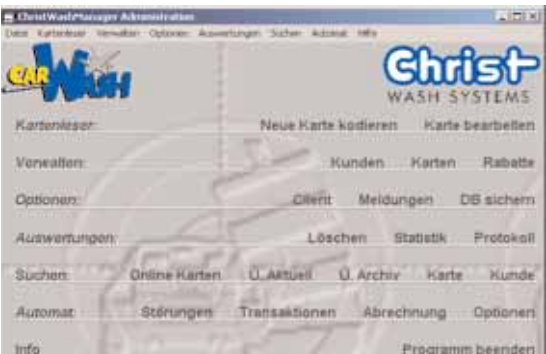 ChristWashManager Administration
Datei Kartenleser Verwalten Optionen Auswertungen Suchen Automat Hilfe
CAR WASH
Christ
WASH SYSTEMS
Kartenleser: Neue Karte kodieren Karte bearbeiten
Verwalten: Kunden Karten Rabatte
Optionen: Client Meldungen DB sichern
Auswertungen: Löschen Statistik Protokoll
Suchen: Online Karten Ü. Aktuell Ü. Archiv Karte Kunde
Automat Störungen Transaktionen Abrechnung Optionen
Info Programm beenden